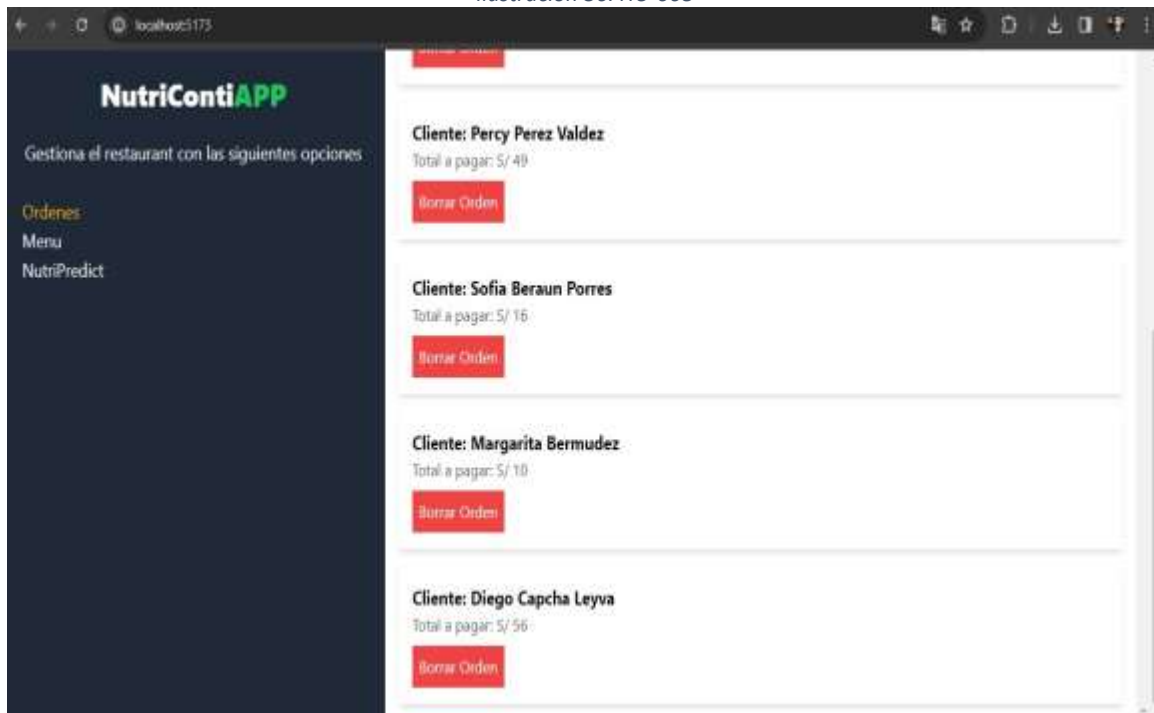 localhost:5173
NutriContiAPP
Gestiona el restaurant con las siguientes opciones
Ordenes
Menu
NutriPredict
Cliente: Percy Perez Valdez
Total a pagar: S/ 49
Borrar Orden
Cliente: Sofia Beraun Porres
Total a pagar: S/ 16
Borrar Orden
Cliente: Margarita Bermudez
Total a pagar: S/ 10
Borrar Orden
Cliente: Diego Capcha Leyva
Total a pagar: S/ 56
Borrar Orden